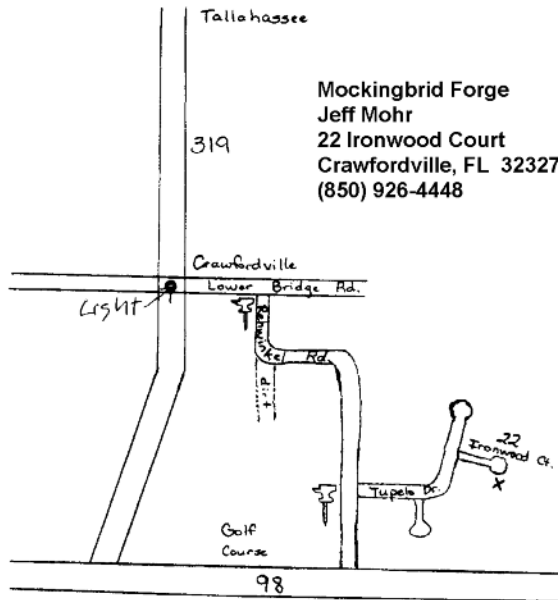 Tallahassee
Mockingbrid Forge
Jeff Mohr
22 Ironwood Court
Crawfordville, FL 32327
(850) 926-4448
319
Crawfordville
Lower Bridge Rd.
Light
Rd.
Dirt
22
Ironwood Ct.
X
Tupelo Dr.
Golf
Course
98